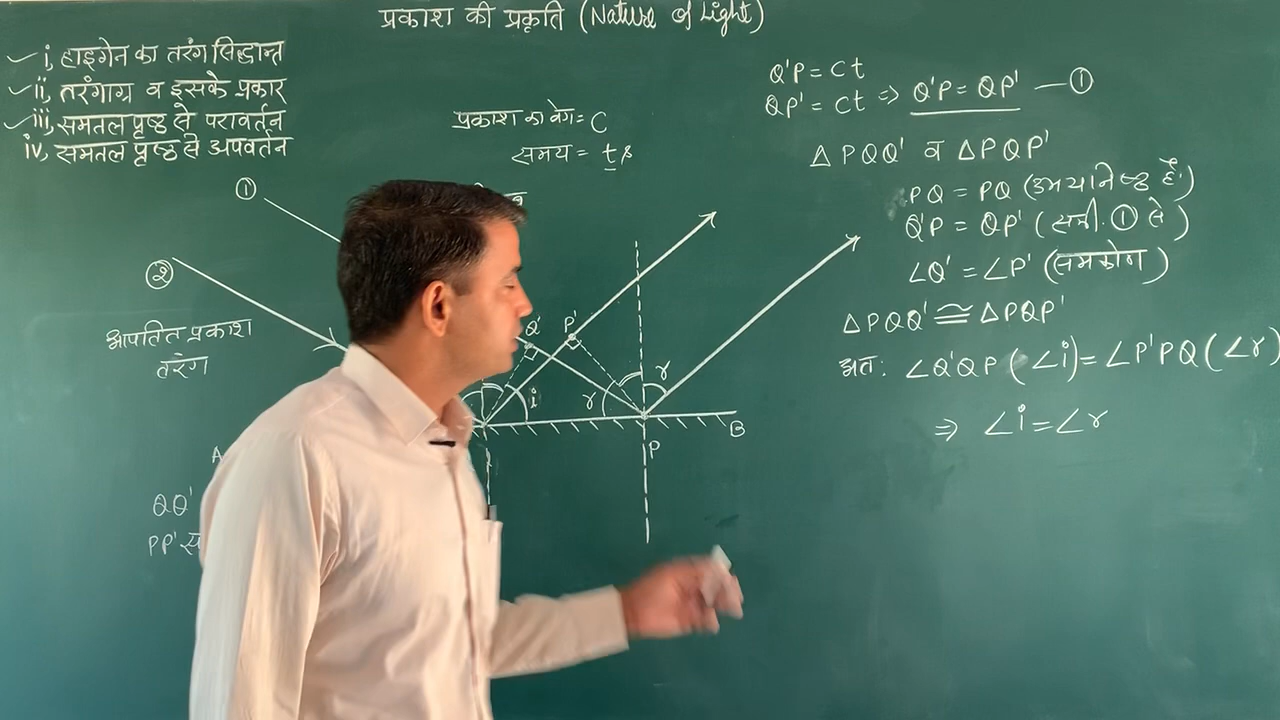 प्रकाश की प्रकृति (Nature of Light)
i, हाइगेन का तरंग सिद्धान्त
ii, तरंगाग्र व इसके प्रकार
iii, समतल पृष्ठ से परावर्तन
iv, समतल पृष्ठ से अपवर्तन
प्रकाश का वेग = C
समय = t s
①
②
आपतित प्रकाश
तरंग
Q'
P'
i
r
r
B
P
A
QQ'
PP'
Q'P = Ct
QP' = Ct ⇒ Q'P = QP' — ①
Δ PQQ' व Δ PQP'
PQ = PQ (उभयनिष्ठ है)
Q'P = QP' (समी. ① से)
∠Q' = ∠P' (समकोण)
Δ PQQ' ≅ Δ PQP'
अतः ∠Q'QP (∠i) = ∠P'PQ (∠r)
⇒ ∠i = ∠r